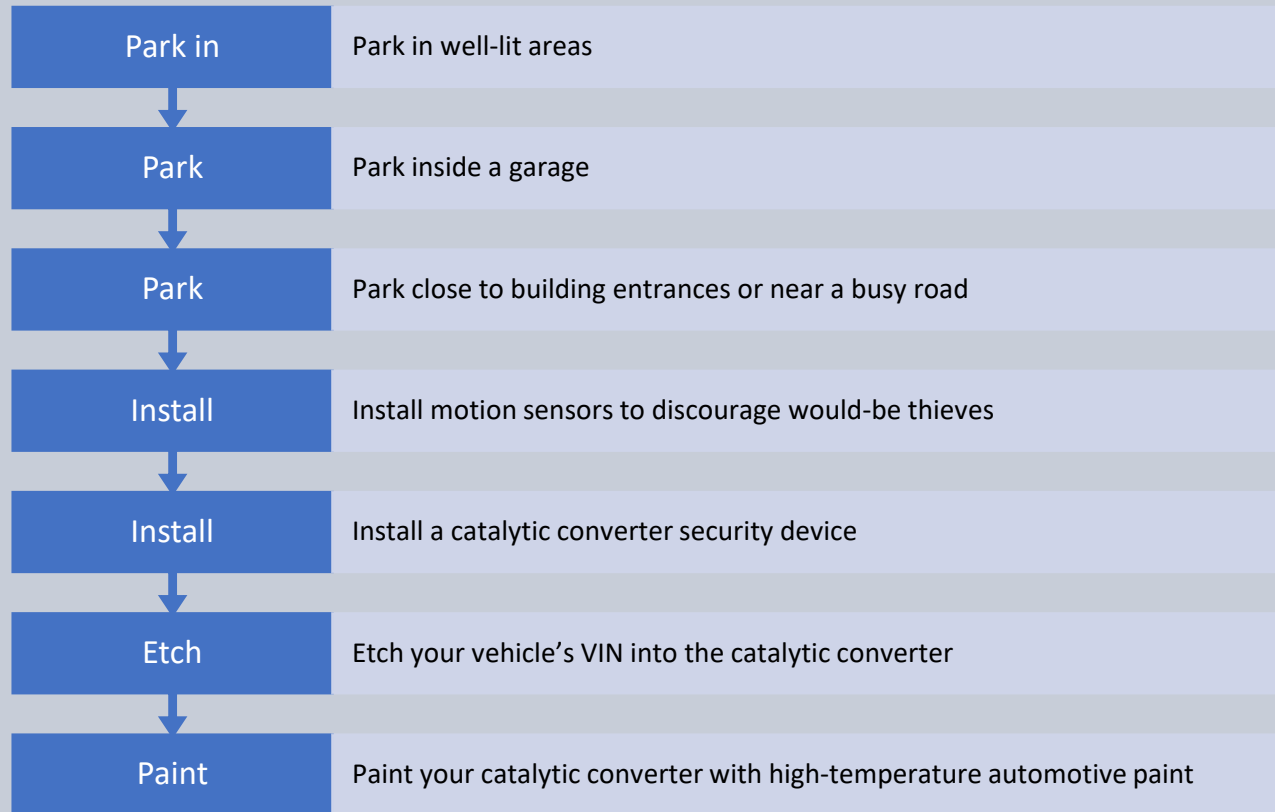 Park in
Park in well-lit areas
Park
Park inside a garage
Park
Park close to building entrances or near a busy road
Install
Install motion sensors to discourage would-be thieves
Install
Install a catalytic converter security device
Etch
Etch your vehicle’s VIN into the catalytic converter
Paint
Paint your catalytic converter with high-temperature automotive paint